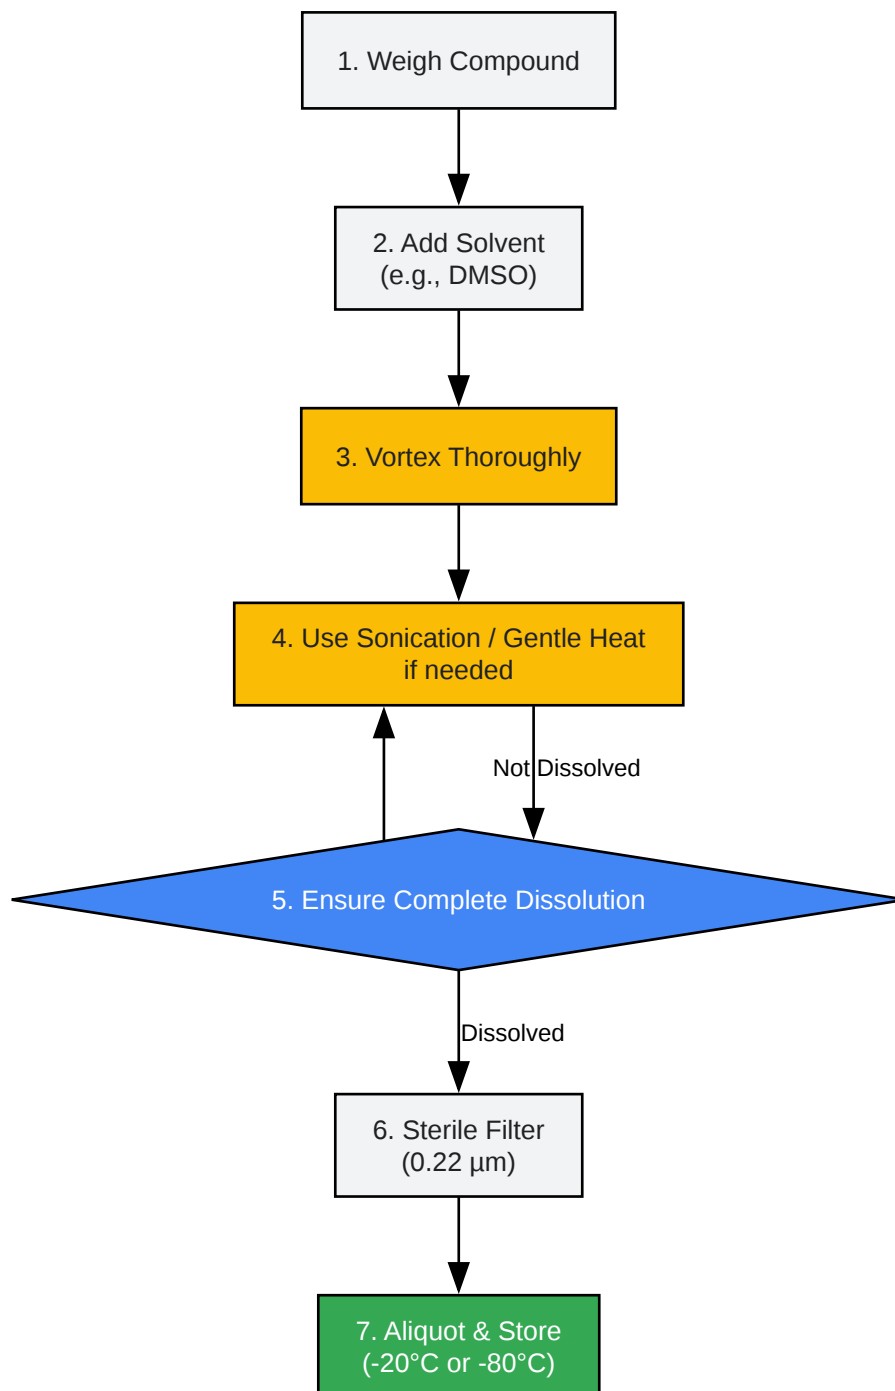 1. Weigh Compound
2. Add Solvent
(e.g., DMSO)
3. Vortex Thoroughly
4. Use Sonication / Gentle Heat
if needed
Not Dissolved
5. Ensure Complete Dissolution
Dissolved
6. Sterile Filter
(0.22 µm)
7. Aliquot & Store
(-20°C or -80°C)